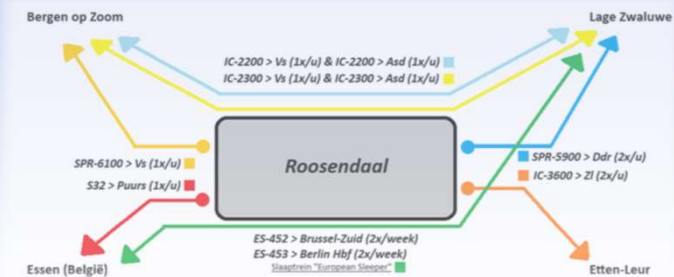 Bergen op Zoom
Lage Zwaluwe
IC-2200 > Vs (1x/u) & IC-2200 > Asd (1x/u)
IC-2300 > Vs (1x/u) & IC-2300 > Asd (1x/u)
Roosendaal
SPR-6100 > Vs (1x/u)
S32 > Puurs (1x/u)
SPR-5900 > Ddr (2x/u)
IC-3600 > Zl (2x/u)
ES-452 > Brussel-Zuid (2x/week)
ES-453 > Berlin Hbf (2x/week)
Slaaptrein "European Sleeper"
Essen (België)
Etten-Leur